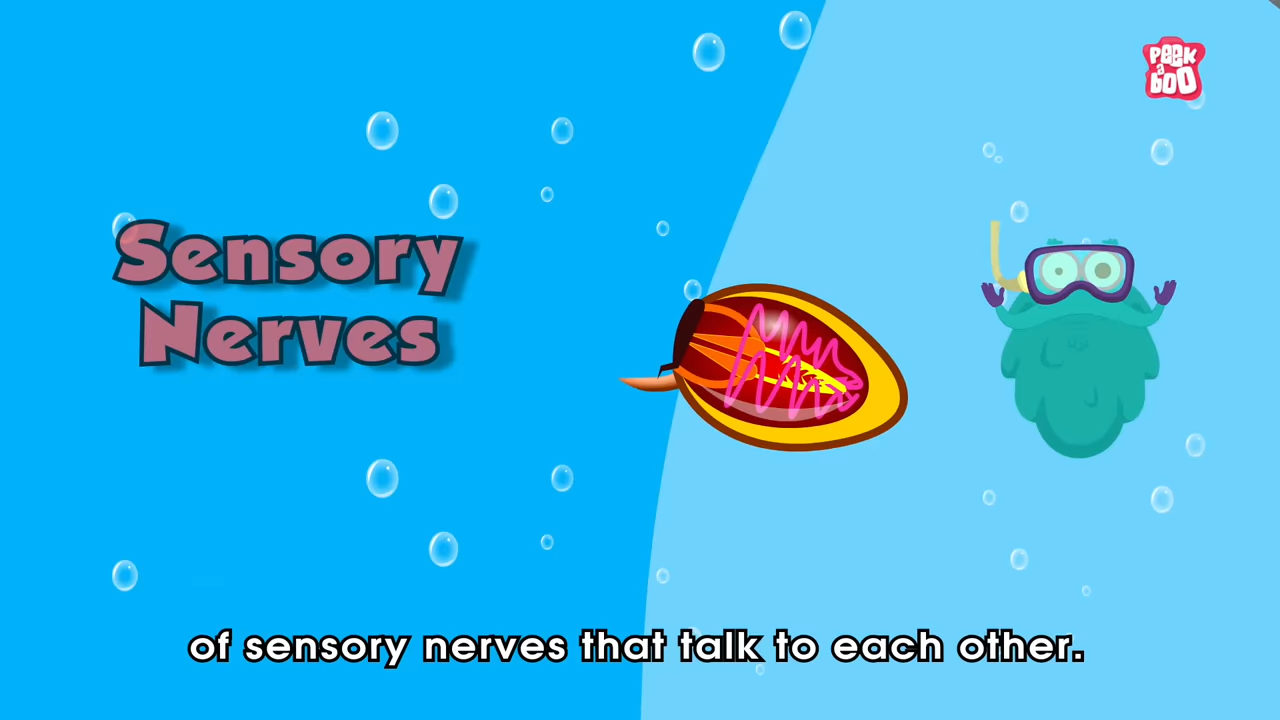 Peek
a
boo
Sensory
Nerves
of sensory nerves that talk to each other.